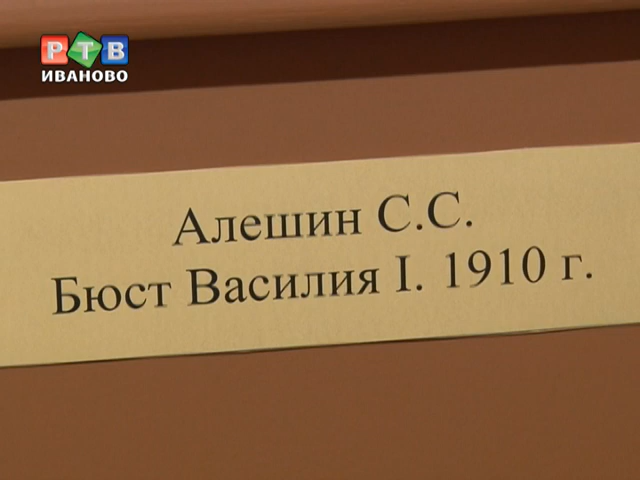 РТВ
ИВАНОВО
Алешин С.С.
Бюст Василия I. 1910 г.